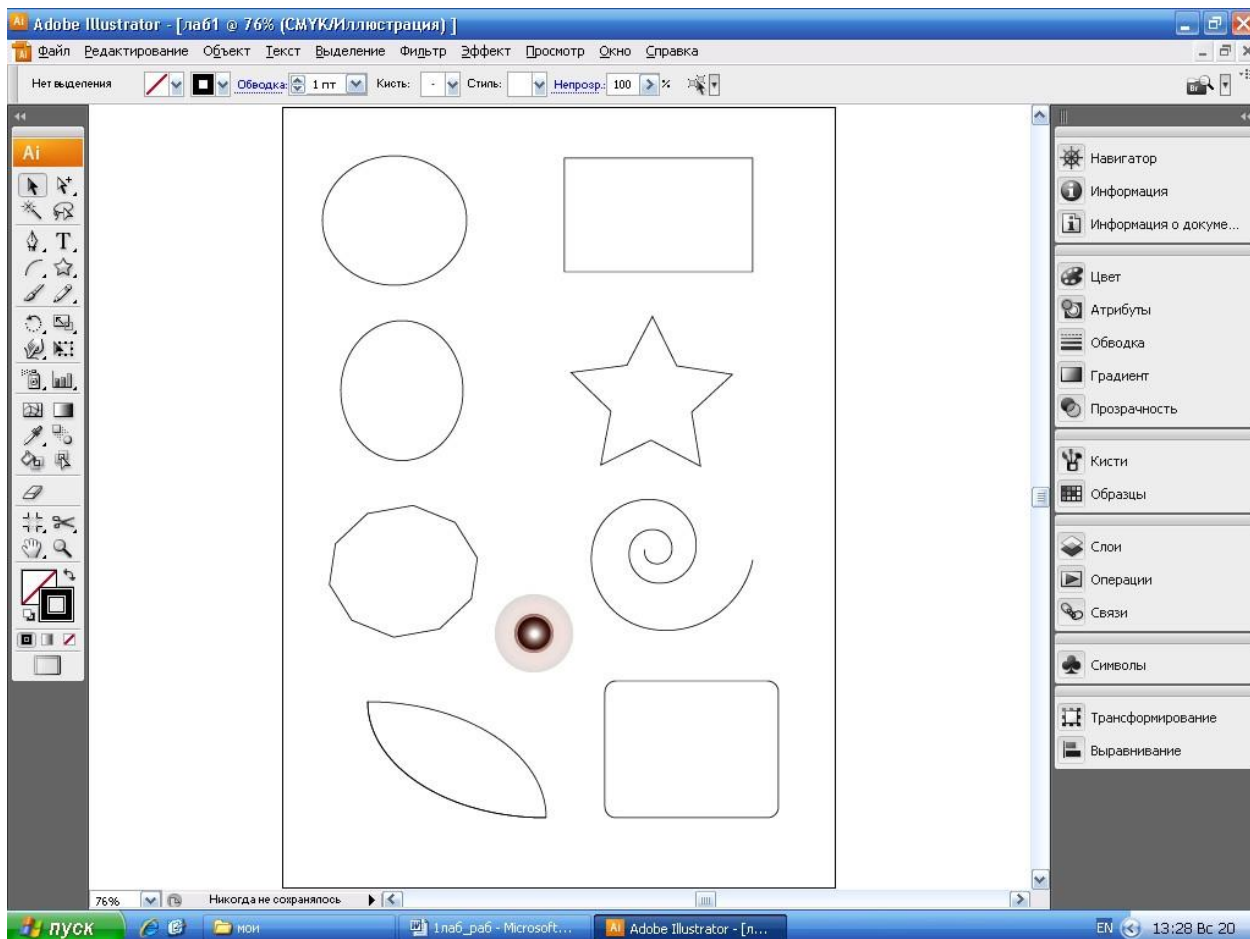 Adobe Illustrator - [лаб1 @ 76% (CMYK/Иллюстрация) ]
Файл Редактирование Объект Текст Выделение Фильтр Эффект Просмотр Окно Справка
Нет выделения Обводка: 1 пт Кисть: - Стиль: Непрозр.: 100 %
Ai
Навигатор
Информация
Информация о докуме...
Цвет
Атрибуты
Обводка
Градиент
Прозрачность
Кисти
Образцы
Слои
Операции
Связи
Символы
Трансформирование
Выравнивание
76% Никогда не сохранялось
пуск мои 1лаб_раб - Microsoft... Adobe Illustrator - [л... EN 13:28 Вс 20